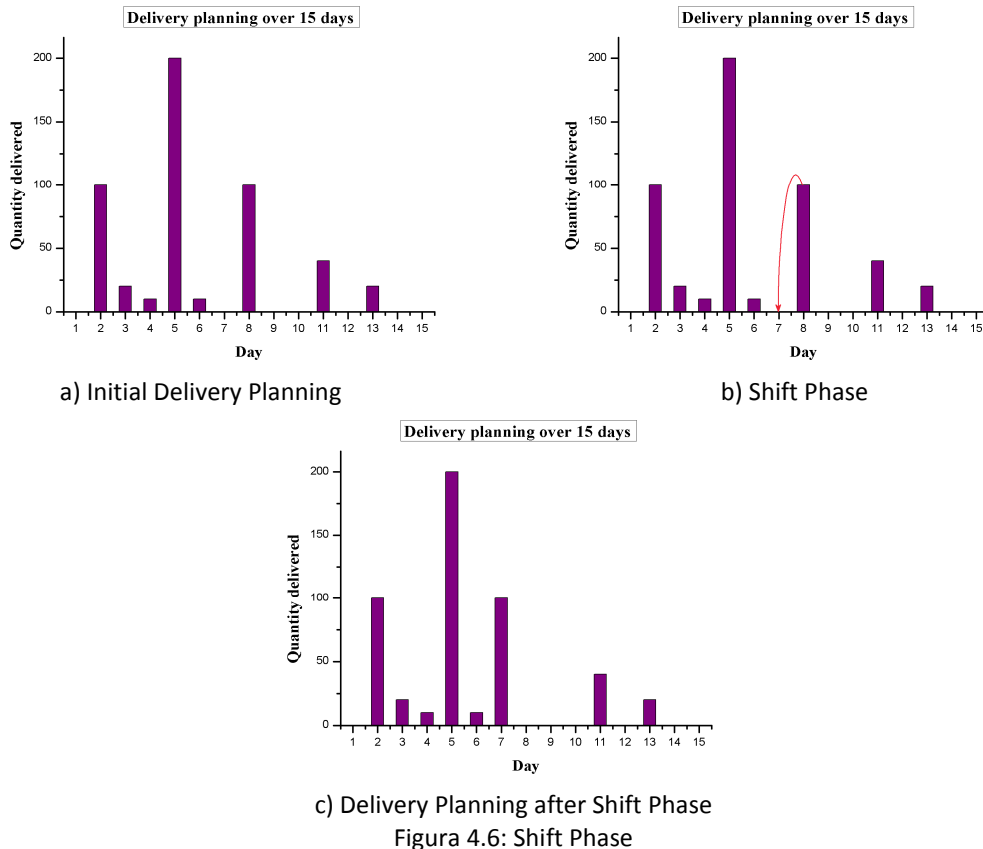 Delivery planning over 15 days
200
150
100
50
0
Quantity delivered
1 2 3 4 5 6 7 8 9 10 11 12 13 14 15
Day
a) Initial Delivery Planning
Delivery planning over 15 days
200
150
100
50
0
Quantity delivered
1 2 3 4 5 6 7 8 9 10 11 12 13 14 15
Day
b) Shift Phase
Delivery planning over 15 days
200
150
100
50
0
Quantity delivered
1 2 3 4 5 6 7 8 9 10 11 12 13 14 15
Day
c) Delivery Planning after Shift Phase
Figura 4.6: Shift Phase